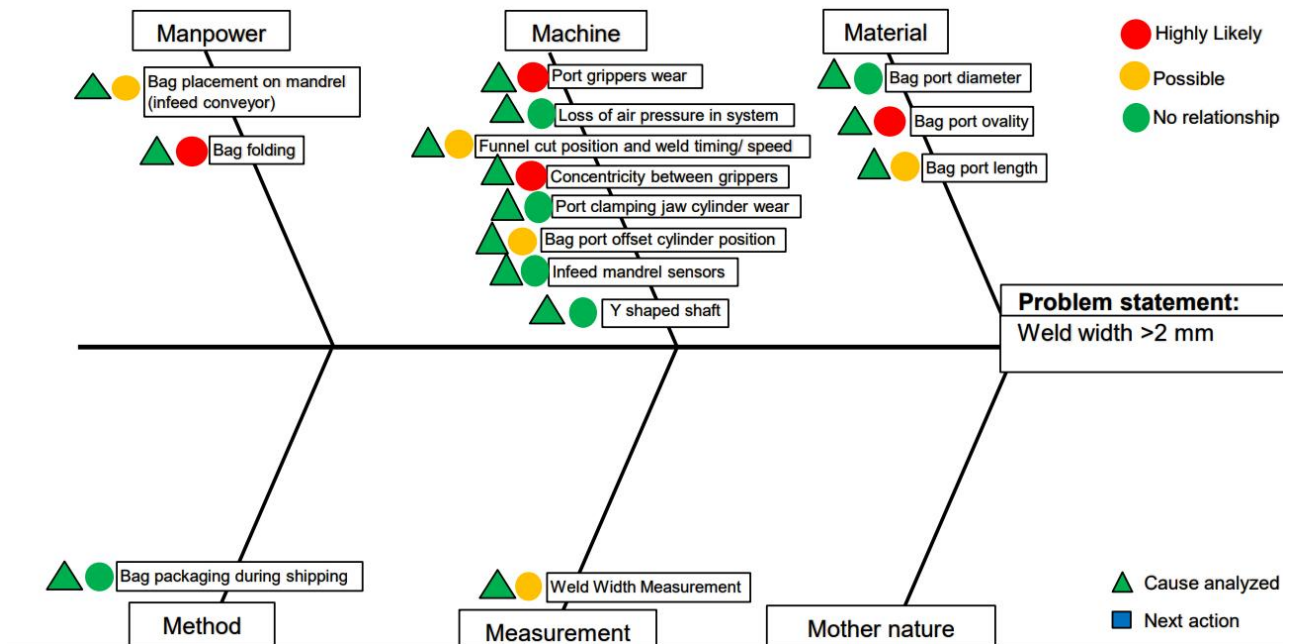 Manpower
Machine
Material
Highly Likely
Possible
No relationship
Bag placement on mandrel
(infeed conveyor)
Bag folding
Port grippers wear
Loss of air pressure in system
Funnel cut position and weld timing/ speed
Concentricity between grippers
Port clamping jaw cylinder wear
Bag port offset cylinder position
Infeed mandrel sensors
Y shaped shaft
Bag port diameter
Bag port ovality
Bag port length
Problem statement:
Weld width >2 mm
Bag packaging during shipping
Weld Width Measurement
Cause analyzed
Next action
Method
Measurement
Mother nature